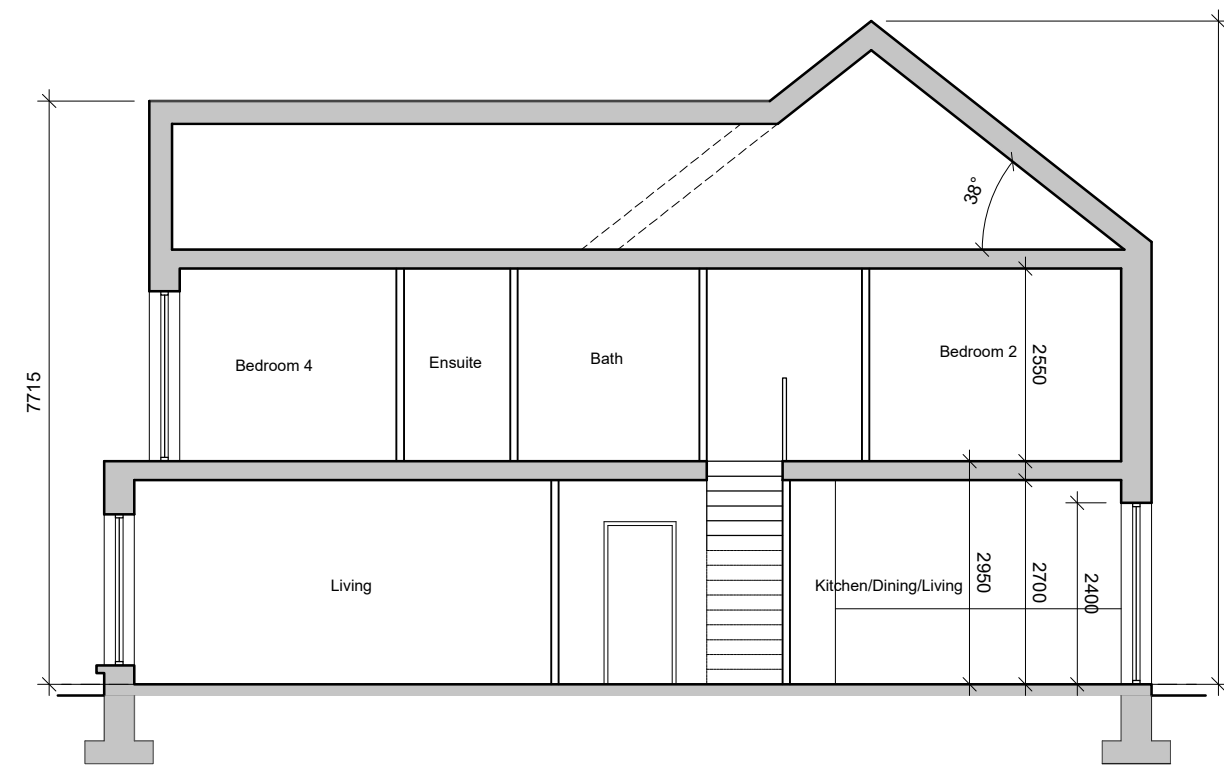 38°
7715
Bedroom 4
Ensuite
Bath
Bedroom 2
2550
Living
Kitchen/Dining/Living
2950
2700
2400